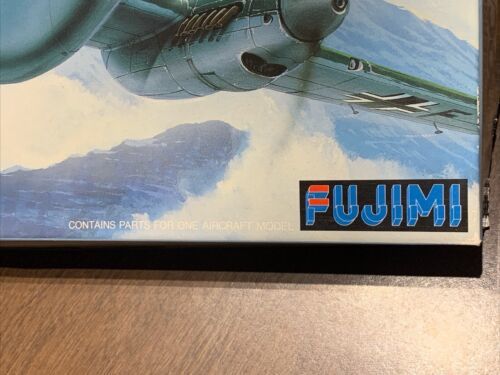 F
CONTAINS PARTS FOR ONE AIRCRAFT MODEL
FUJIMI